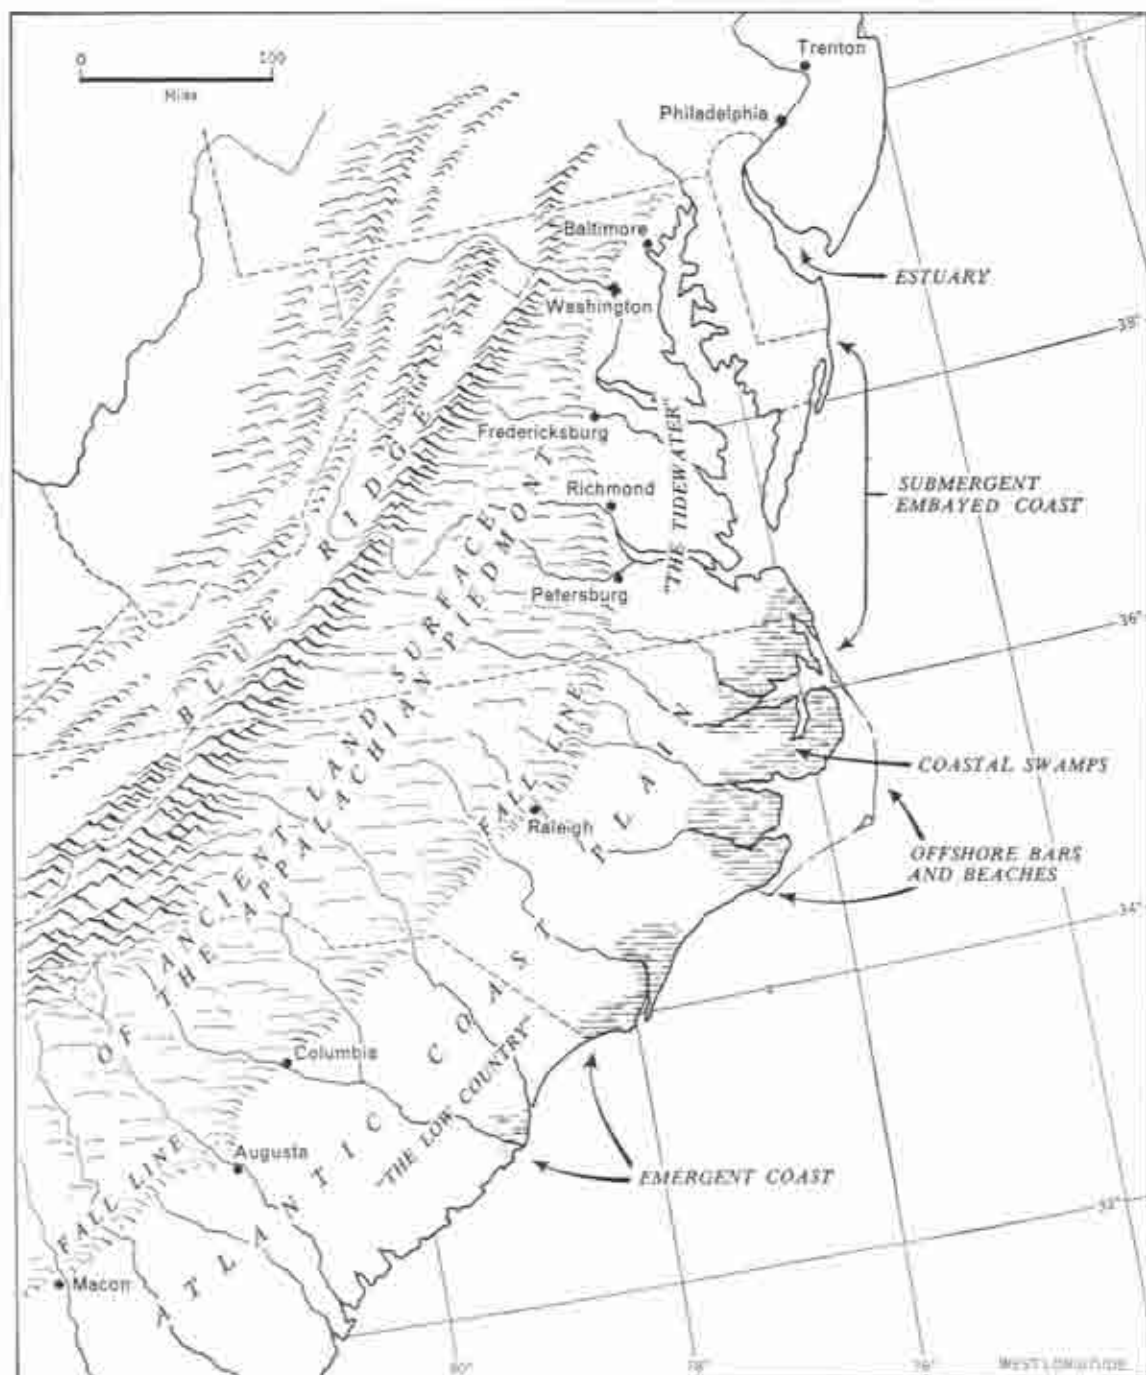 0 100
Miles
Trenton
Philadelphia
Baltimore
ESTUARY
Washington
38°
"THE TIDEWATER"
Fredericksburg
BLUE RIDGE
Richmond
SUBMERGENT
EMBAYED COAST
Petersburg
36°
ANCIENT LAND SURFACE
OF THE APPALACHIAN PIEDMONT
FALL LINE
COASTAL SWAMPS
Raleigh
OFFSHORE BARS
AND BEACHES
34°
ATLANTIC COAST PLAIN
Columbia
"THE LOW COUNTRY"
Augusta
EMERGENT COAST
FALL LINE
32°
Macon
80° 78° 76°